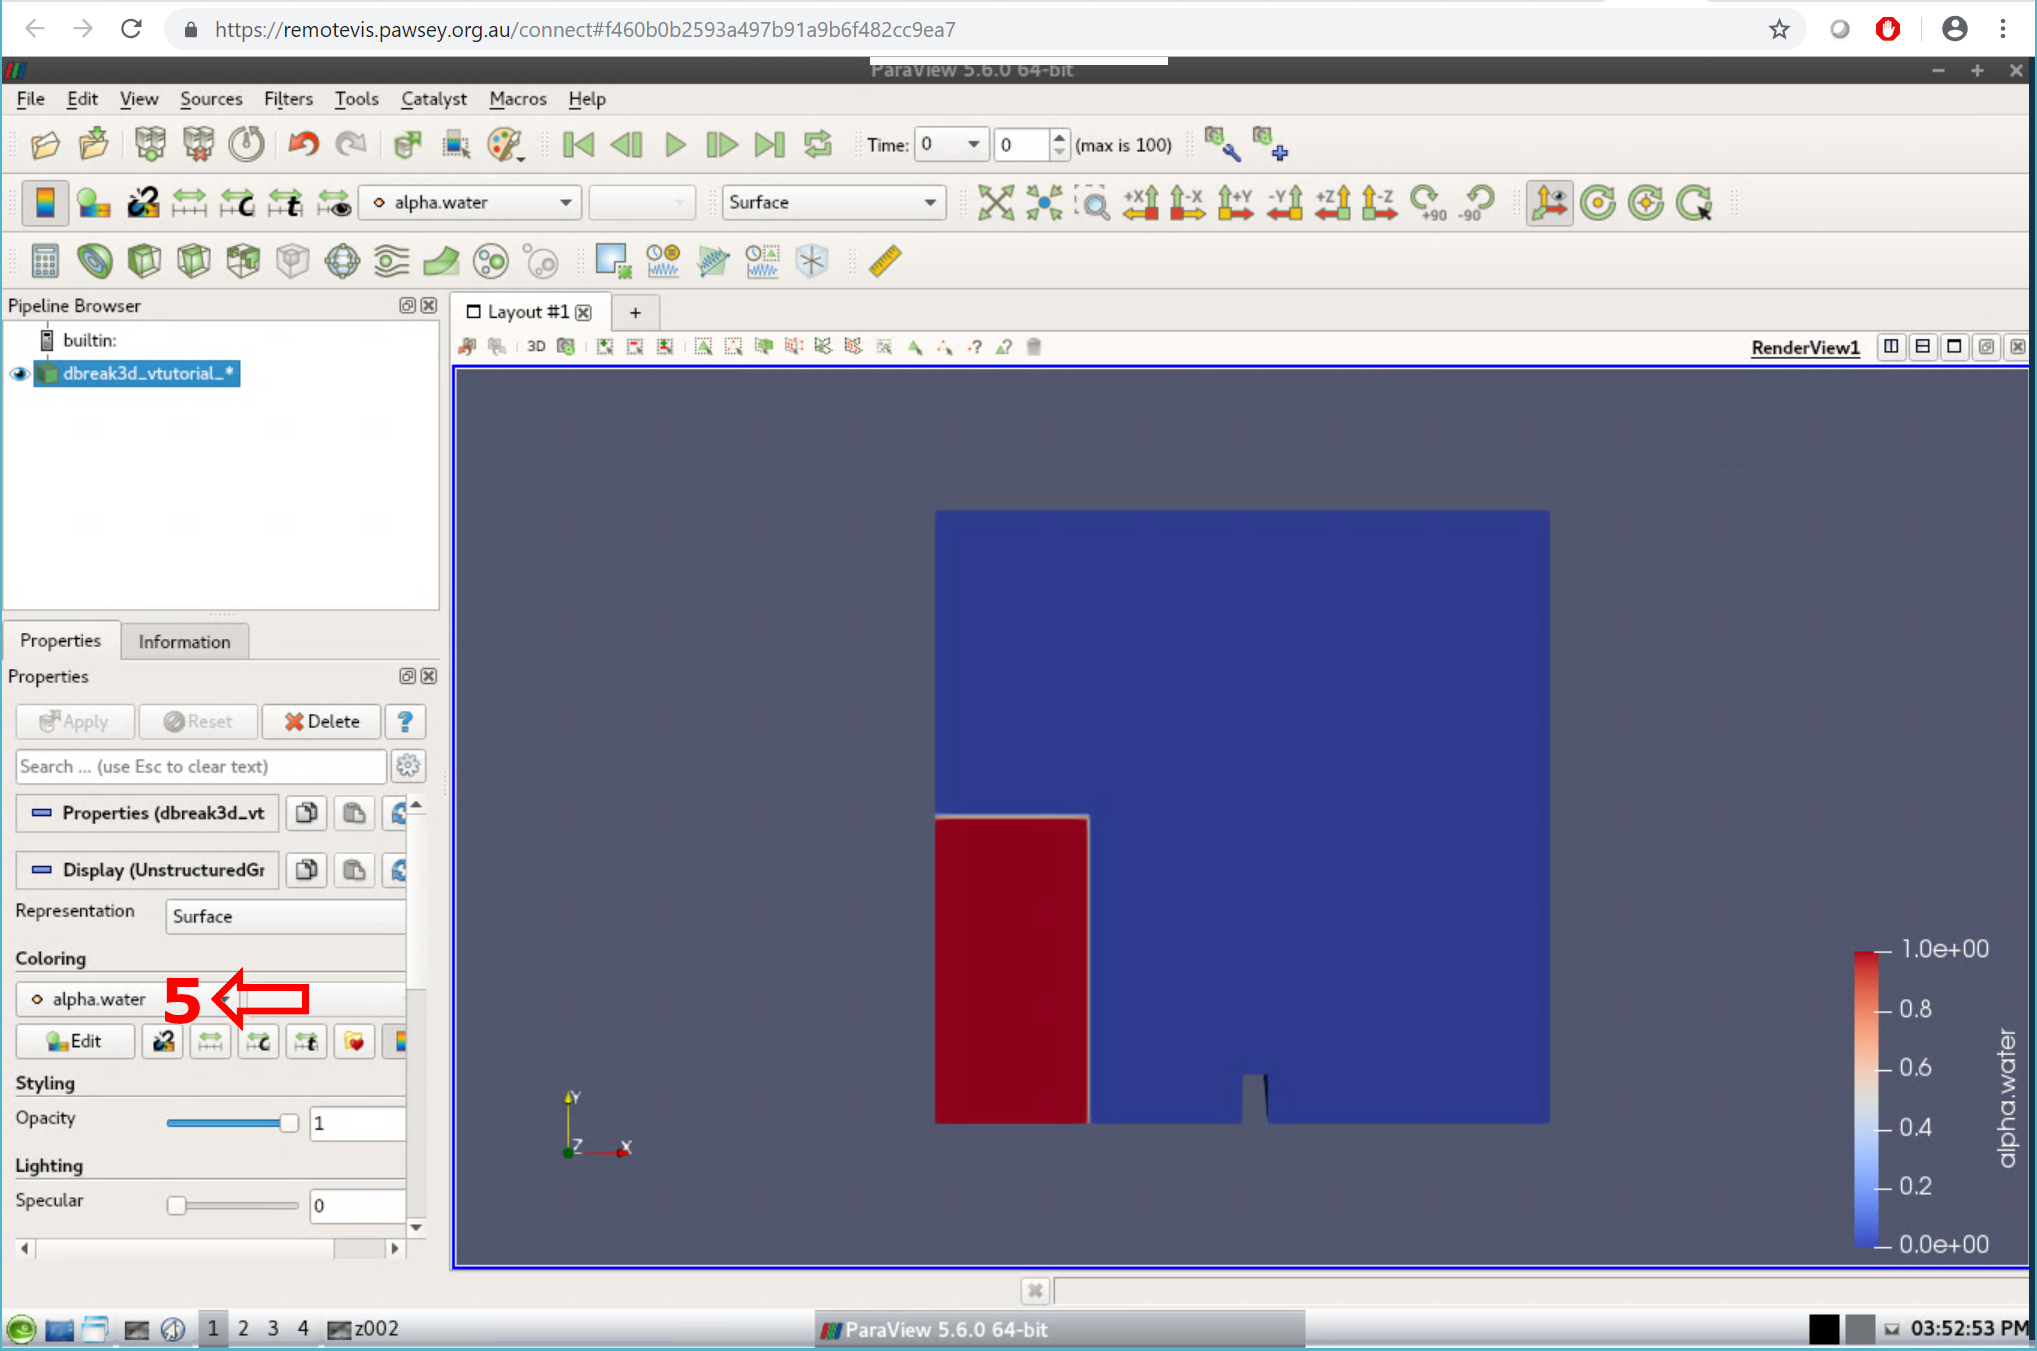 https://remotevis.pawsey.org.au/connect#f460b0b2593a497b91a9b6f482cc9ea7
ParaView 5.6.0 64-bit
File Edit View Sources Filters Tools Catalyst Macros Help
Time: 0 0 (max is 100)
alpha.water Surface +X -X +Y -Y +Z -Z +90 -90
Pipeline Browser
Layout #1 +
builtin:
3D
RenderView1
dbreak3d_vtutorial_*
Properties Information
Properties
Apply Reset Delete ?
Search ... (use Esc to clear text)
Properties (dbreak3d_vt
Display (UnstructuredGr
Representation Surface
Coloring
alpha.water 5
Edit
Styling
Opacity 1
Lighting
Specular 0
Y
Z X
1.0e+00
0.8
0.6
0.4
0.2
0.0e+00
alpha.water
1 2 3 4 z002 ParaView 5.6.0 64-bit 03:52:53 PM